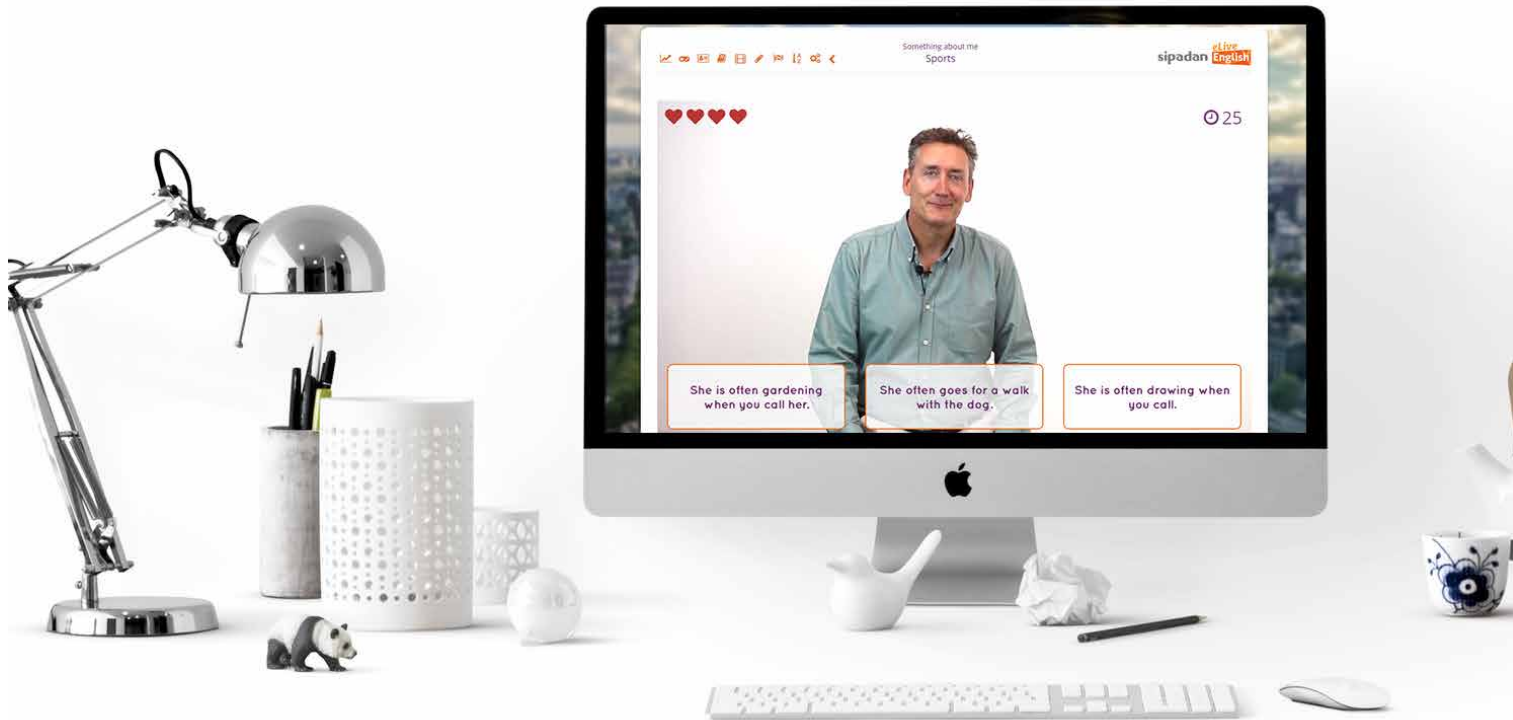 Something about me
Sports
sipadan eLive English
25
She is often gardening
when you call her.
She often goes for a walk
with the dog.
She is often drawing when
you call.